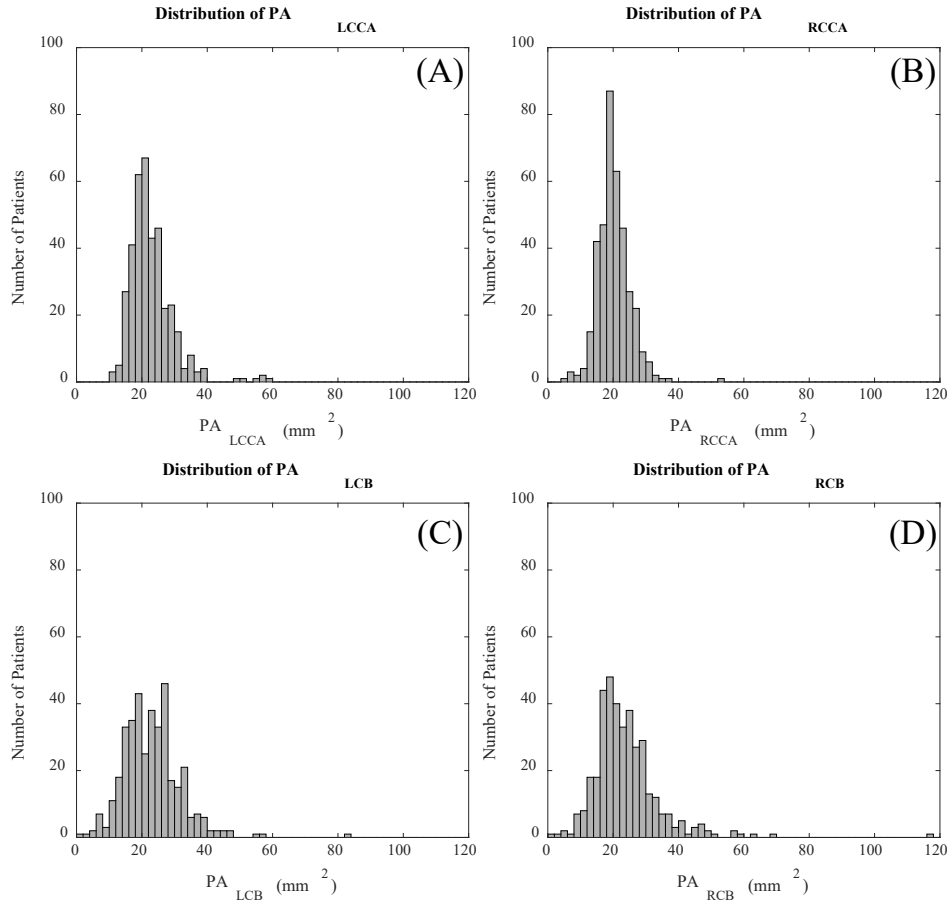 Distribution of PA LCCA
(A)
100
80
60
40
20
0
0 20 40 60 80 100 120
Number of Patients
PA LCCA (mm 2)
Distribution of PA RCCA
(B)
100
80
60
40
20
0
0 20 40 60 80 100 120
Number of Patients
PA RCCA (mm 2)
Distribution of PA LCB
(C)
100
80
60
40
20
0
0 20 40 60 80 100 120
Number of Patients
PA LCB (mm 2)
Distribution of PA RCB
(D)
100
80
60
40
20
0
0 20 40 60 80 100 120
Number of Patients
PA RCB (mm 2)